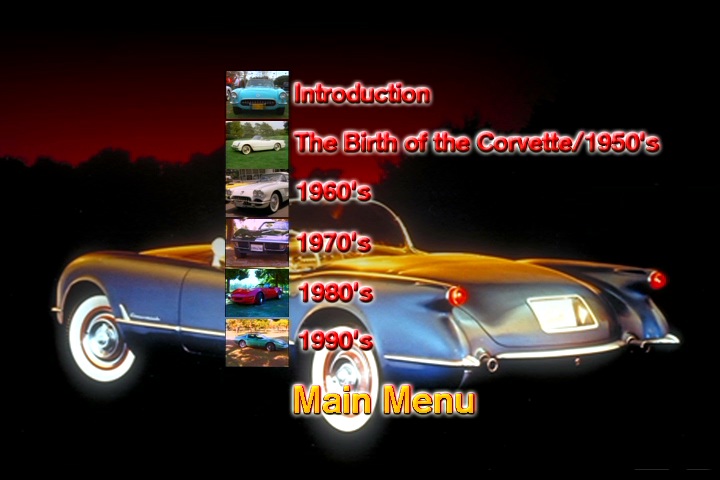 Introduction
The Birth of the Corvette/1950's
1960's
1970's
1980's
1990's
Main Menu